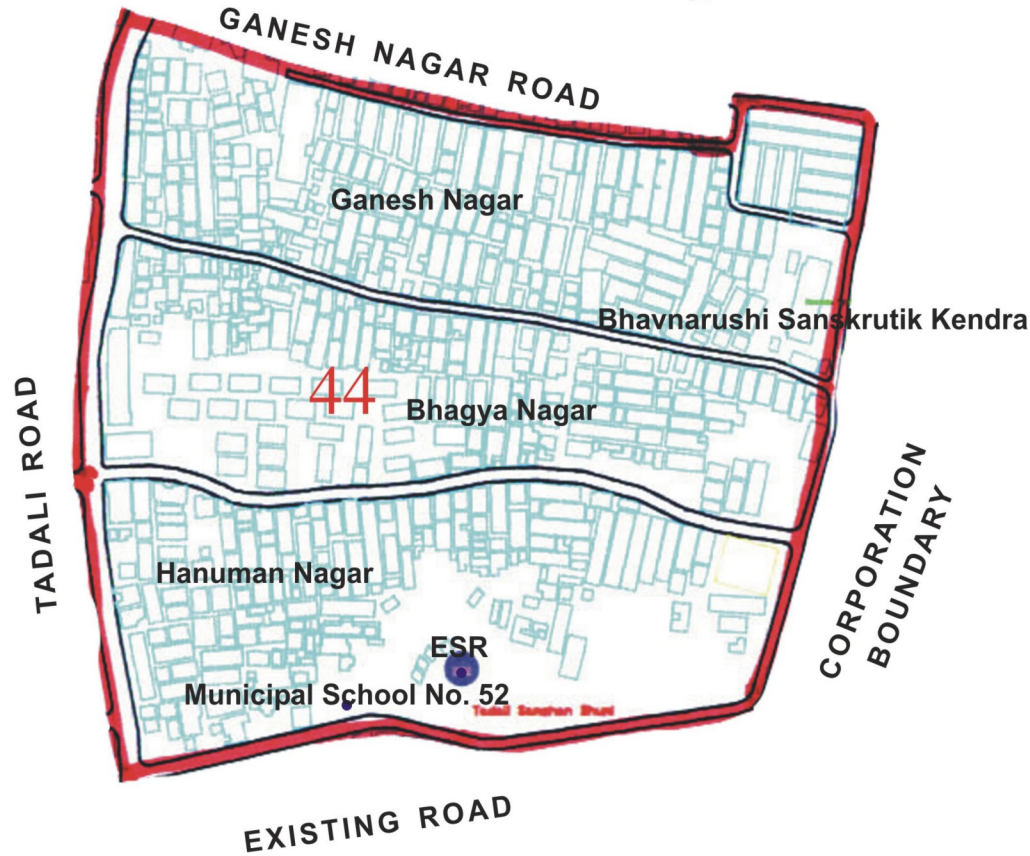 GANESH NAGAR ROAD
Ganesh Nagar
Bhavnarushi Sanskrutik Kendra
44
Bhagya Nagar
TADALI ROAD
CORPORATION
BOUNDARY
Hanuman Nagar
ESR
Municipal School No. 52
Tadali
EXISTING ROAD